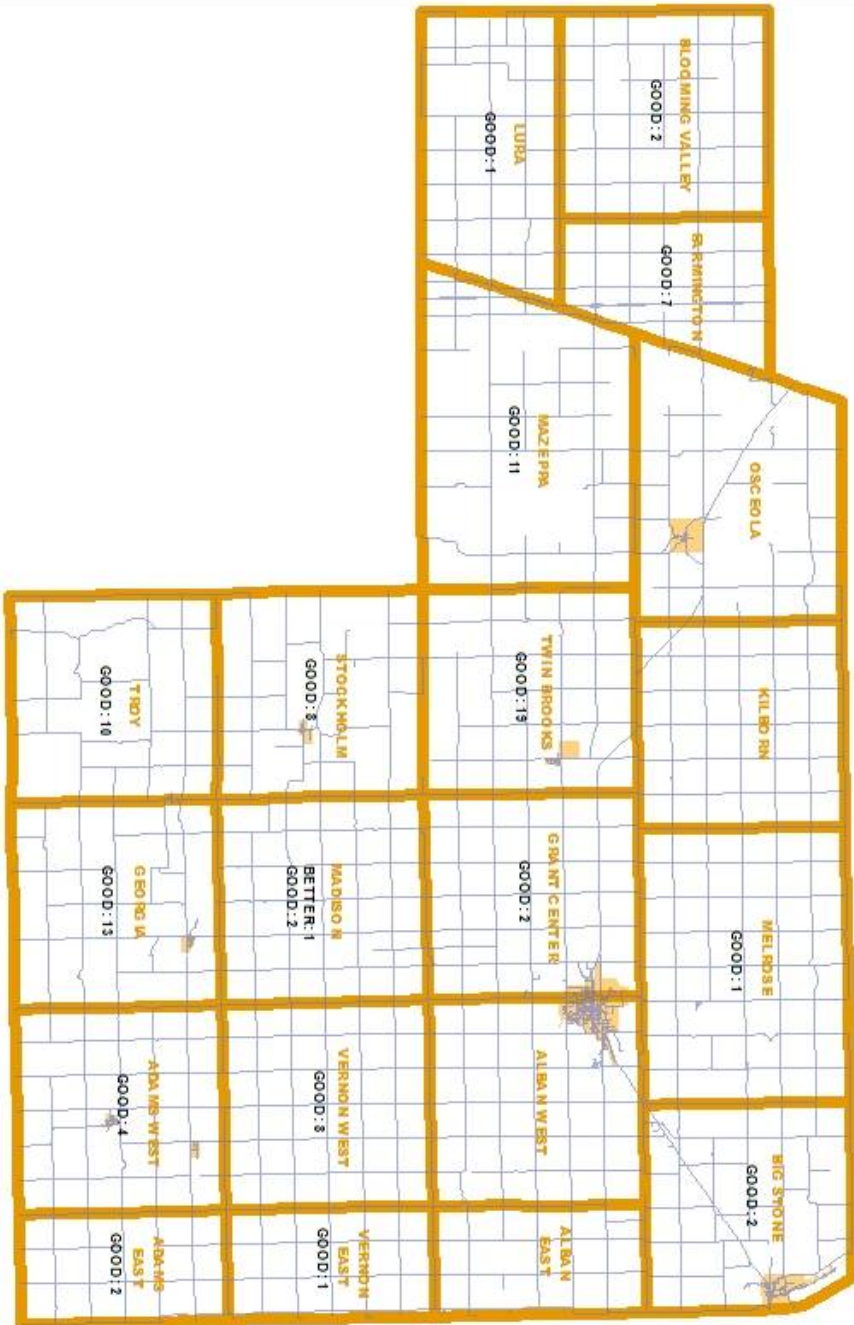 BLOOMING VALLEY
GOOD: 2
LURA
GOOD: 1
FARMINGTON
GOOD: 7
OSCEOLA
MAZEPPA
GOOD: 11
KILBORN
TWIN BROOKS
GOOD: 19
STOCKHOLM
GOOD: 8
TROY
GOOD: 10
MELROSE
GOOD: 1
GRANT CENTER
GOOD: 2
MADISON
BETTER: 1
GOOD: 2
GEORGIA
GOOD: 13
BIG STONE
GOOD: 2
ALBAN WEST
VERNON WEST
GOOD: 8
ADAMS WEST
GOOD: 4
ALBAN
EAST
VERNON
EAST
GOOD: 1
ADAMS
EAST
GOOD: 2